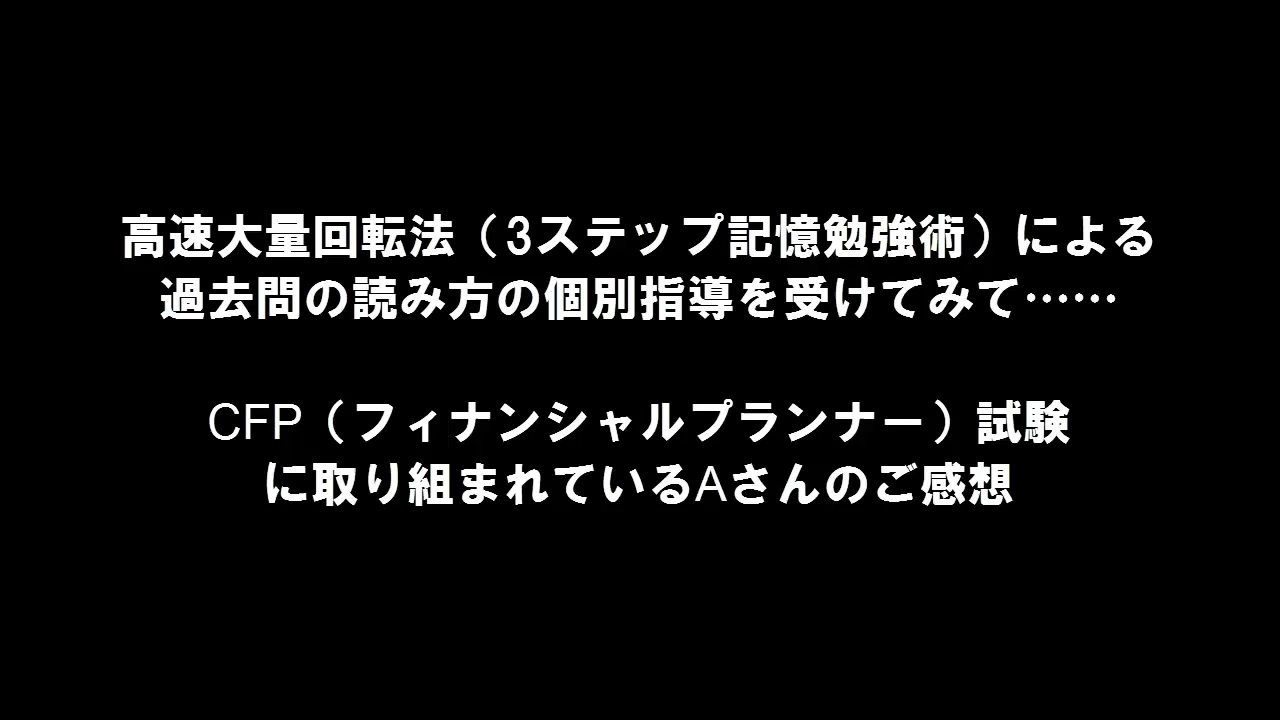 高速大量回転法（3ステップ記憶勉強術）による
過去問の読み方の個別指導を受けてみて……
CFP（フィナンシャルプランナー）試験
に取り組まれているAさんのご感想